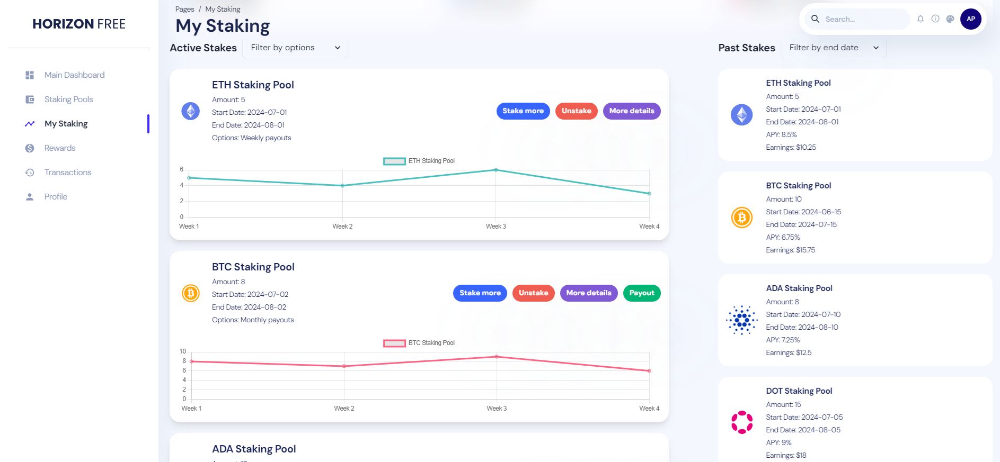 HORIZON FREE
Main Dashboard
Staking Pools
My Staking
Rewards
Transactions
Profile
Pages / My Staking
My Staking
Search...
AP
Active Stakes
Filter by options
ETH Staking Pool
Amount: 5
Start Date: 2024-07-01
End Date: 2024-08-01
Options: Weekly payouts
Stake more
Unstake
More details
ETH Staking Pool
6
4
2
0
Week 1
Week 2
Week 3
Week 4
BTC Staking Pool
Amount: 8
Start Date: 2024-07-02
End Date: 2024-08-02
Options: Monthly payouts
Stake more
Unstake
More details
Payout
BTC Staking Pool
10
8
6
4
2
0
Week 1
Week 2
Week 3
Week 4
ADA Staking Pool
Past Stakes
Filter by end date
ETH Staking Pool
Amount: 5
Start Date: 2024-07-01
End Date: 2024-08-01
APY: 8.5%
Earnings: $10.25
BTC Staking Pool
Amount: 10
Start Date: 2024-06-15
End Date: 2024-07-15
APY: 6.75%
Earnings: $15.75
ADA Staking Pool
Amount: 8
Start Date: 2024-07-10
End Date: 2024-08-10
APY: 7.25%
Earnings: $12.5
DOT Staking Pool
Amount: 15
Start Date: 2024-07-05
End Date: 2024-08-05
APY: 9%
Earnings: $18